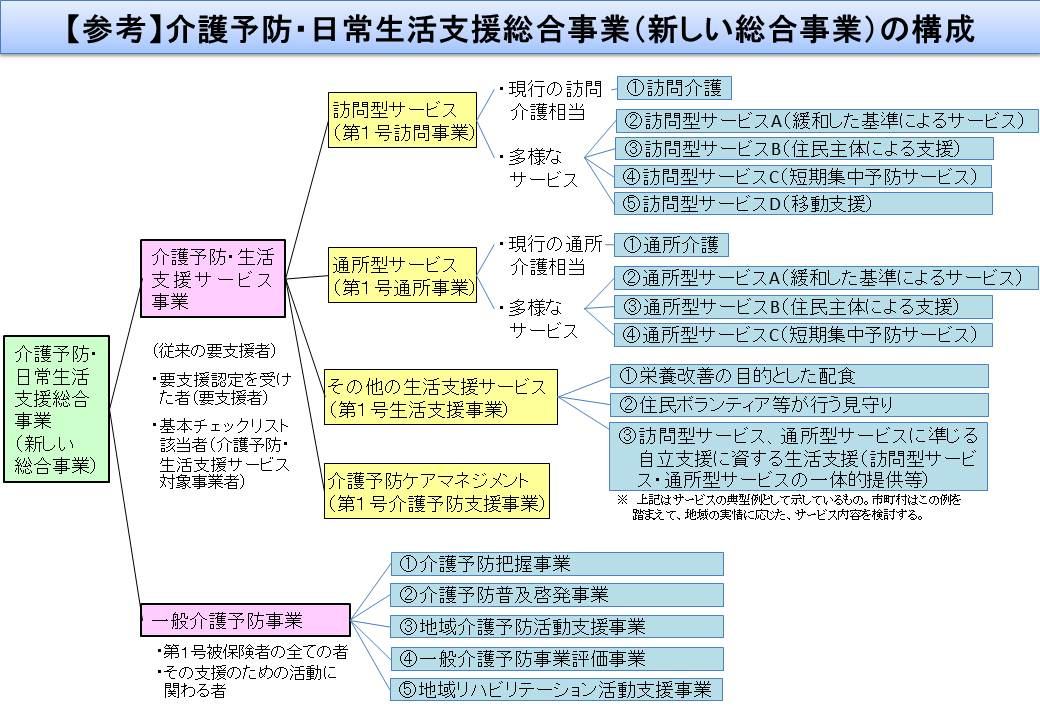 【参考】介護予防・日常生活支援総合事業（新しい総合事業）の構成
介護予防・
日常生活
支援総合
事業
（新しい
総合事業）
介護予防・生活
支援サービス
事業
（従来の要支援者）
・要支援認定を受け
た者（要支援者）
・基本チェックリスト
該当者（介護予防・
生活支援サービス
対象事業者）
訪問型サービス
（第１号訪問事業）
・現行の訪問
介護相当
①訪問介護
・多様な
サービス
②訪問型サービスA（緩和した基準によるサービス）
③訪問型サービスB（住民主体による支援）
④訪問型サービスC（短期集中予防サービス）
⑤訪問型サービスD（移動支援）
通所型サービス
（第１号通所事業）
・現行の通所
介護相当
①通所介護
・多様な
サービス
②通所型サービスA（緩和した基準によるサービス）
③通所型サービスB（住民主体による支援）
④通所型サービスC（短期集中予防サービス）
その他の生活支援サービス
（第１号生活支援事業）
①栄養改善の目的とした配食
②住民ボランティア等が行う見守り
③訪問型サービス、通所型サービスに準じる
自立支援に資する生活支援（訪問型サービ
ス・通所型サービスの一体的提供等）
※　上記はサービスの典型例として示しているもの。市町村はこの例を
踏まえて、地域の実情に応じた、サービス内容を検討する。
介護予防ケアマネジメント
（第１号介護予防支援事業）
一般介護予防事業
・第１号被保険者の全ての者
・その支援のための活動に
関わる者
①介護予防把握事業
②介護予防普及啓発事業
③地域介護予防活動支援事業
④一般介護予防事業評価事業
⑤地域リハビリテーション活動支援事業